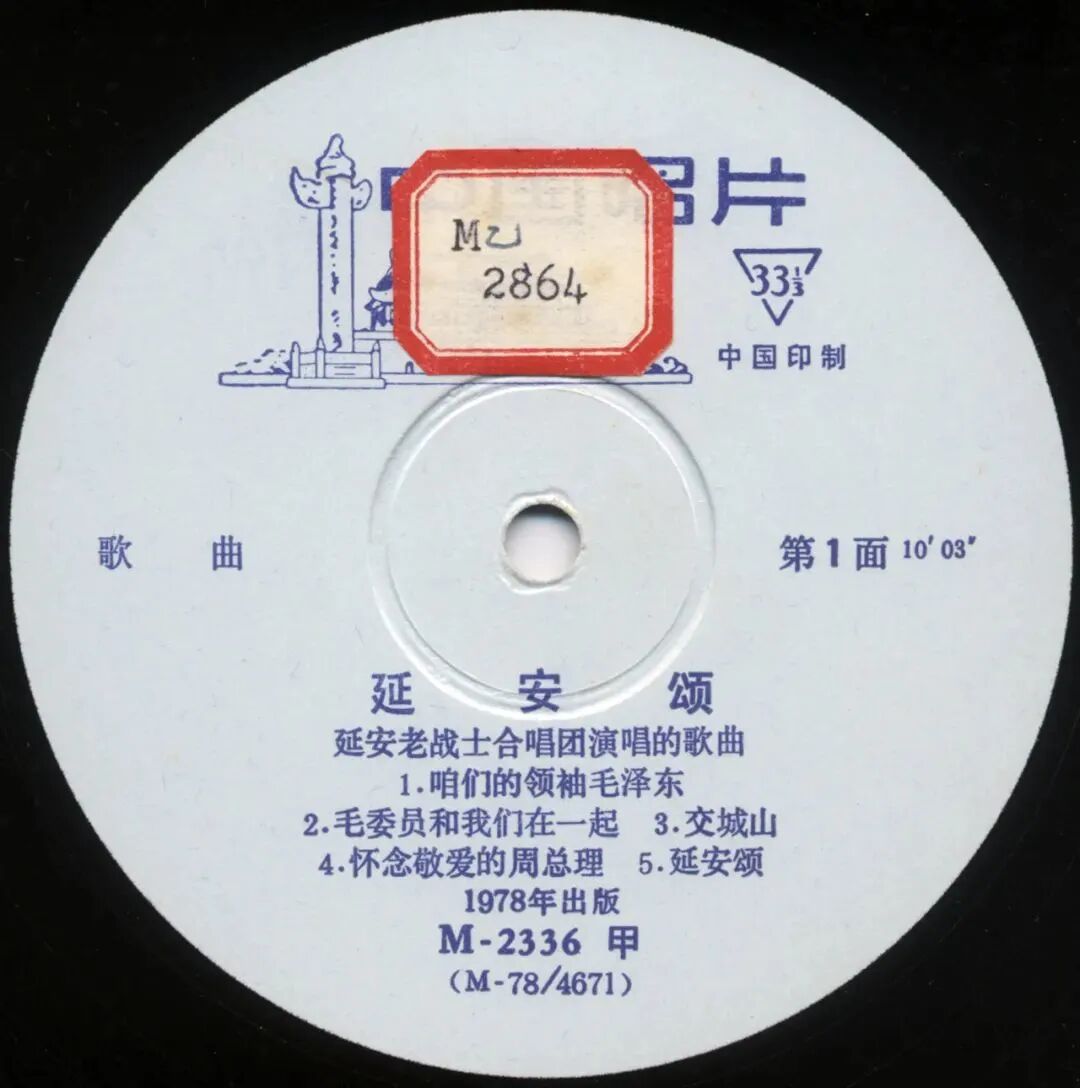 唱片
M乙
2864
33⅓
中国印制
歌 曲
第1面 10′03″
延 安 颂
延安老战士合唱团演唱的歌曲
1.咱们的领袖毛泽东
2.毛委员和我们在一起 3.交城山
4.怀念敬爱的周总理 5.延安颂
1978年出版
M-2336 甲
(M-78/4671)